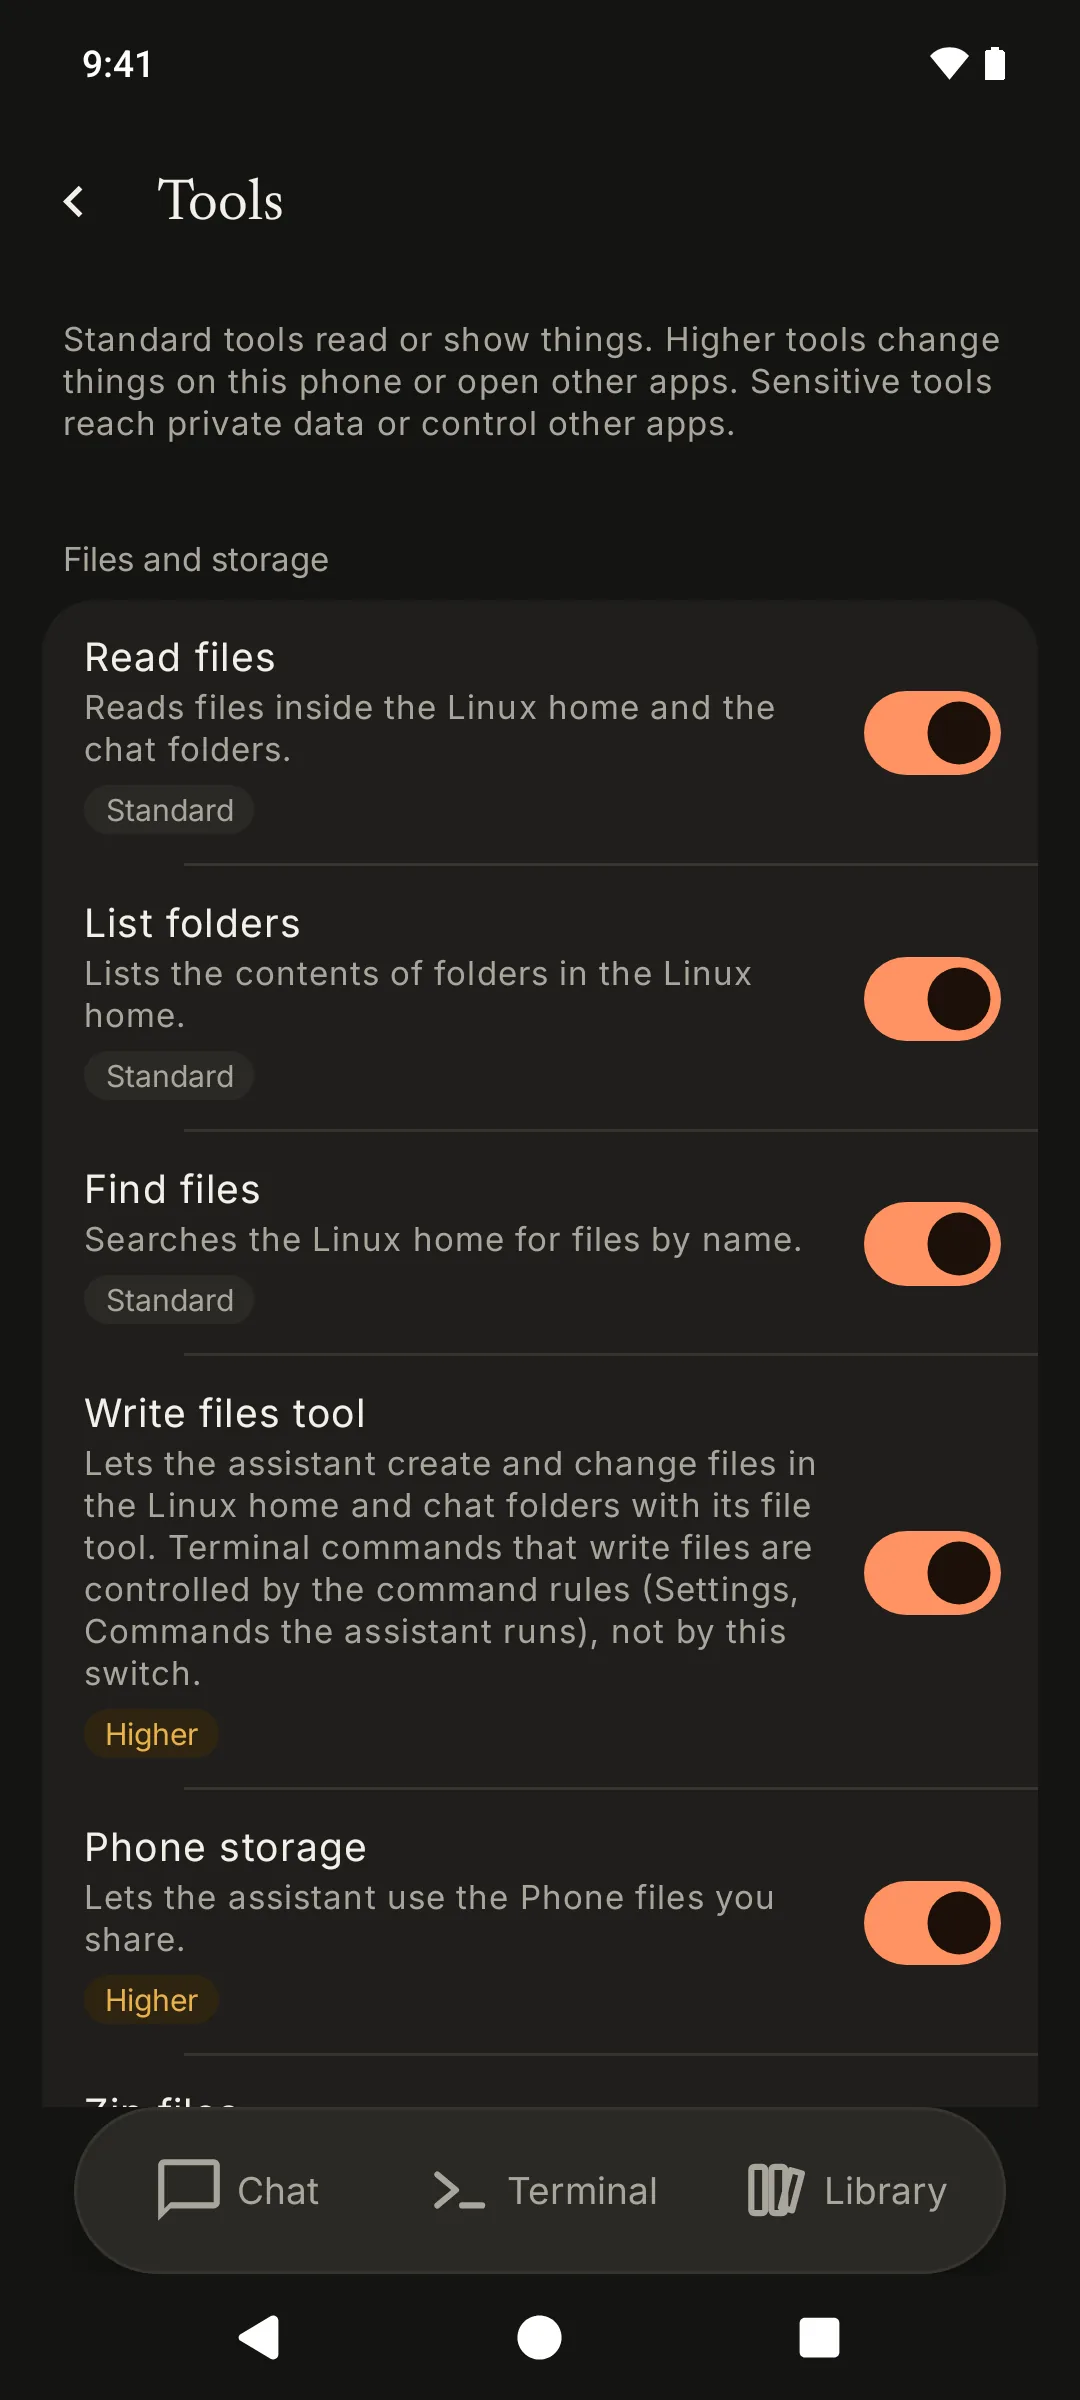 9:41
Tools
Standard tools read or show things. Higher tools change
things on this phone or open other apps. Sensitive tools
reach private data or control other apps.
Files and storage
Read files
Reads files inside the Linux home and the
chat folders.
Standard
List folders
Lists the contents of folders in the Linux
home.
Standard
Find files
Searches the Linux home for files by name.
Standard
Write files tool
Lets the assistant create and change files in
the Linux home and chat folders with its file
tool. Terminal commands that write files are
controlled by the command rules (Settings,
Commands the assistant runs), not by this
switch.
Higher
Phone storage
Lets the assistant use the Phone files you
share.
Higher
Zip files
Chat
Terminal
Library